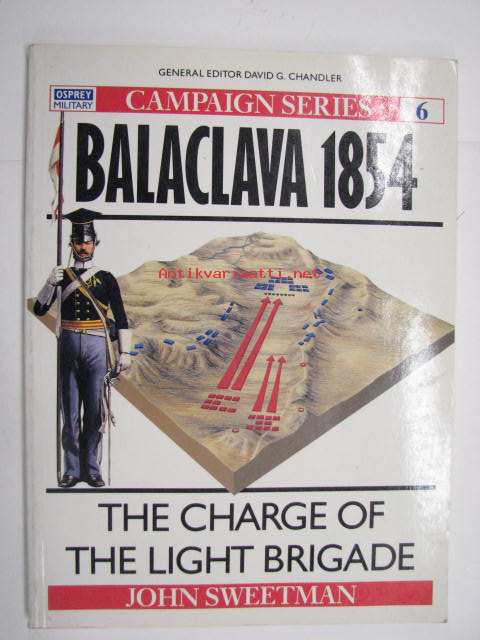 GENERAL EDITOR DAVID G. CHANDLER
OSPREY
MILITARY
CAMPAIGN SERIES
6
BALACLAVA 1854
Antikvariaatti.net
THE CHARGE OF
THE LIGHT BRIGADE
JOHN SWEETMAN